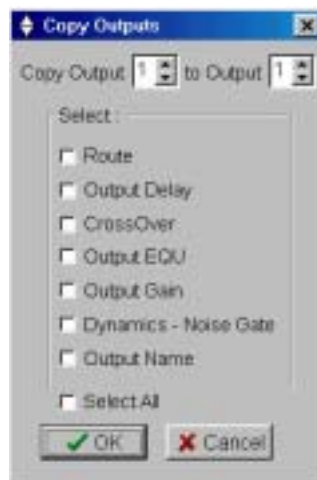 Copy Outputs
Copy Output 1 to Output 1
Select :
Route
Output Delay
CrossOver
Output EQU
Output Gain
Dynamics - Noise Gate
Output Name
Select All
OK Cancel